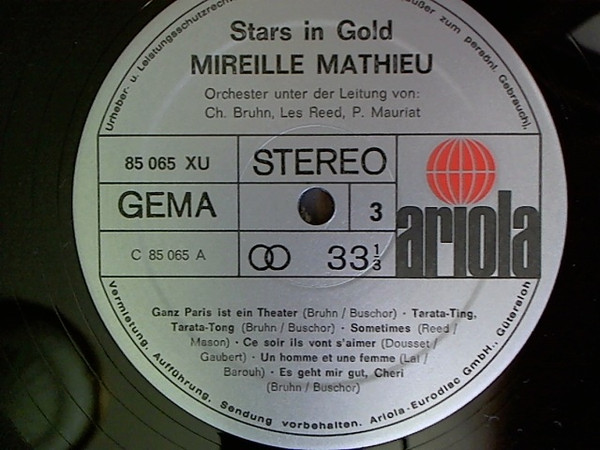 Stars in Gold
MIREILLE MATHIEU
Orchester unter der Leitung von:
Ch. Bruhn, Les Reed, P. Mauriat
85 065 XU
STEREO
GEMA
3
ariola
C 85 065 A
33 1/3
Ganz Paris ist ein Theater (Bruhn / Buschor) · Tarata-Ting,
Tarata-Tong (Bruhn / Buschor) · Sometimes (Reed /
Mason) · Ce soir ils vont s'aimer (Dousset /
Gaubert) · Un homme et une femme (Lai /
Barouh) · Es geht mir gut, Cheri
(Bruhn / Buschor)
Urheber- u. Leistungsschutzrechte
außer zum persönl. Gebrauch!,
Vermietung, Aufführung, Sendung vorbehalten. Ariola-Eurodisc GmbH., Gütersloh